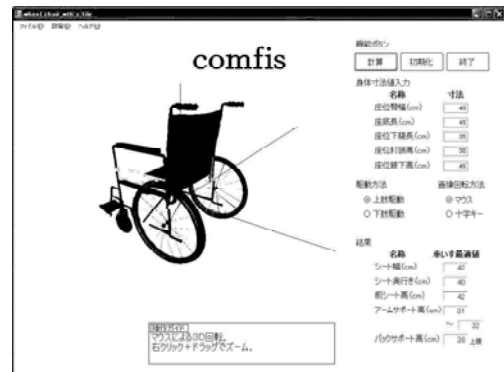 ファイル(F) 設定(O) ヘルプ(H)
comfis
機能ボタン
計算 初期化 終了
身体寸法値入力
名称 寸法
座位臀幅(cm) 40
座底長(cm) 45
座位下腿長(cm)
座位肘頭高(cm)
座位腋下高(cm) 45
駆動方法 画像回転方法
◎ 上肢駆動 ◎ マウス
○ 下肢駆動 ○ 十字キー
結果
名称 車いす最適値
シート幅(cm)
シート奥行き(cm) 40
前シート高(cm) 42
アームサポート高(cm)
～ 32
バックサポート高(cm) 上限
操作ガイド
マウスによる3D回転。
右クリック+ドラッグでズーム。